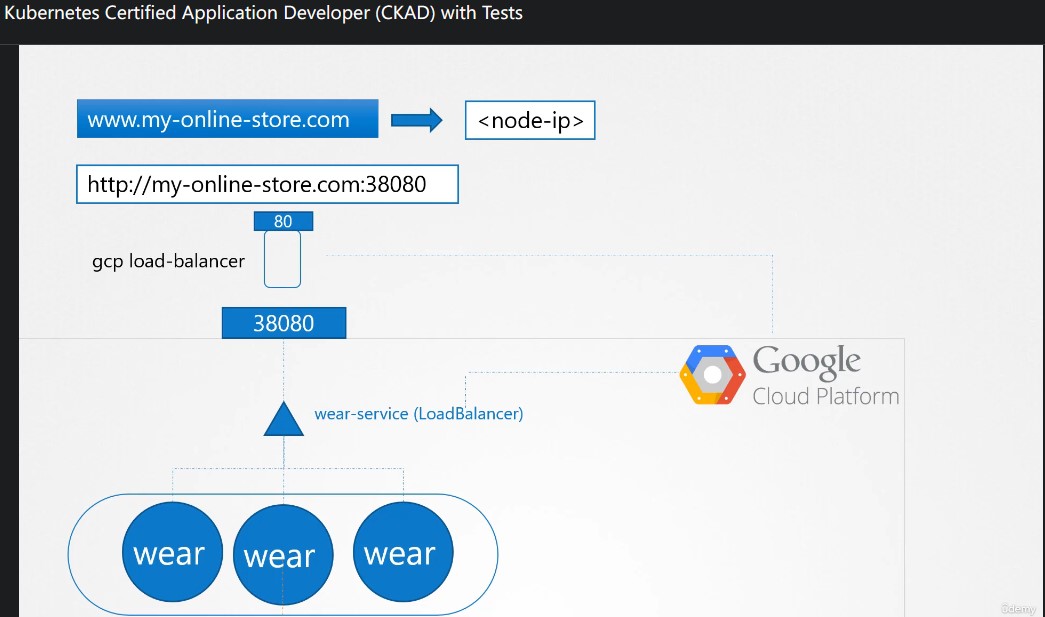 Kubernetes Certified Application Developer (CKAD) with Tests
www.my-online-store.com
<node-ip>
http://my-online-store.com:38080
80
gcp load-balancer
38080
Google
Cloud Platform
wear-service (LoadBalancer)
wear
wear
wear
ûdemy